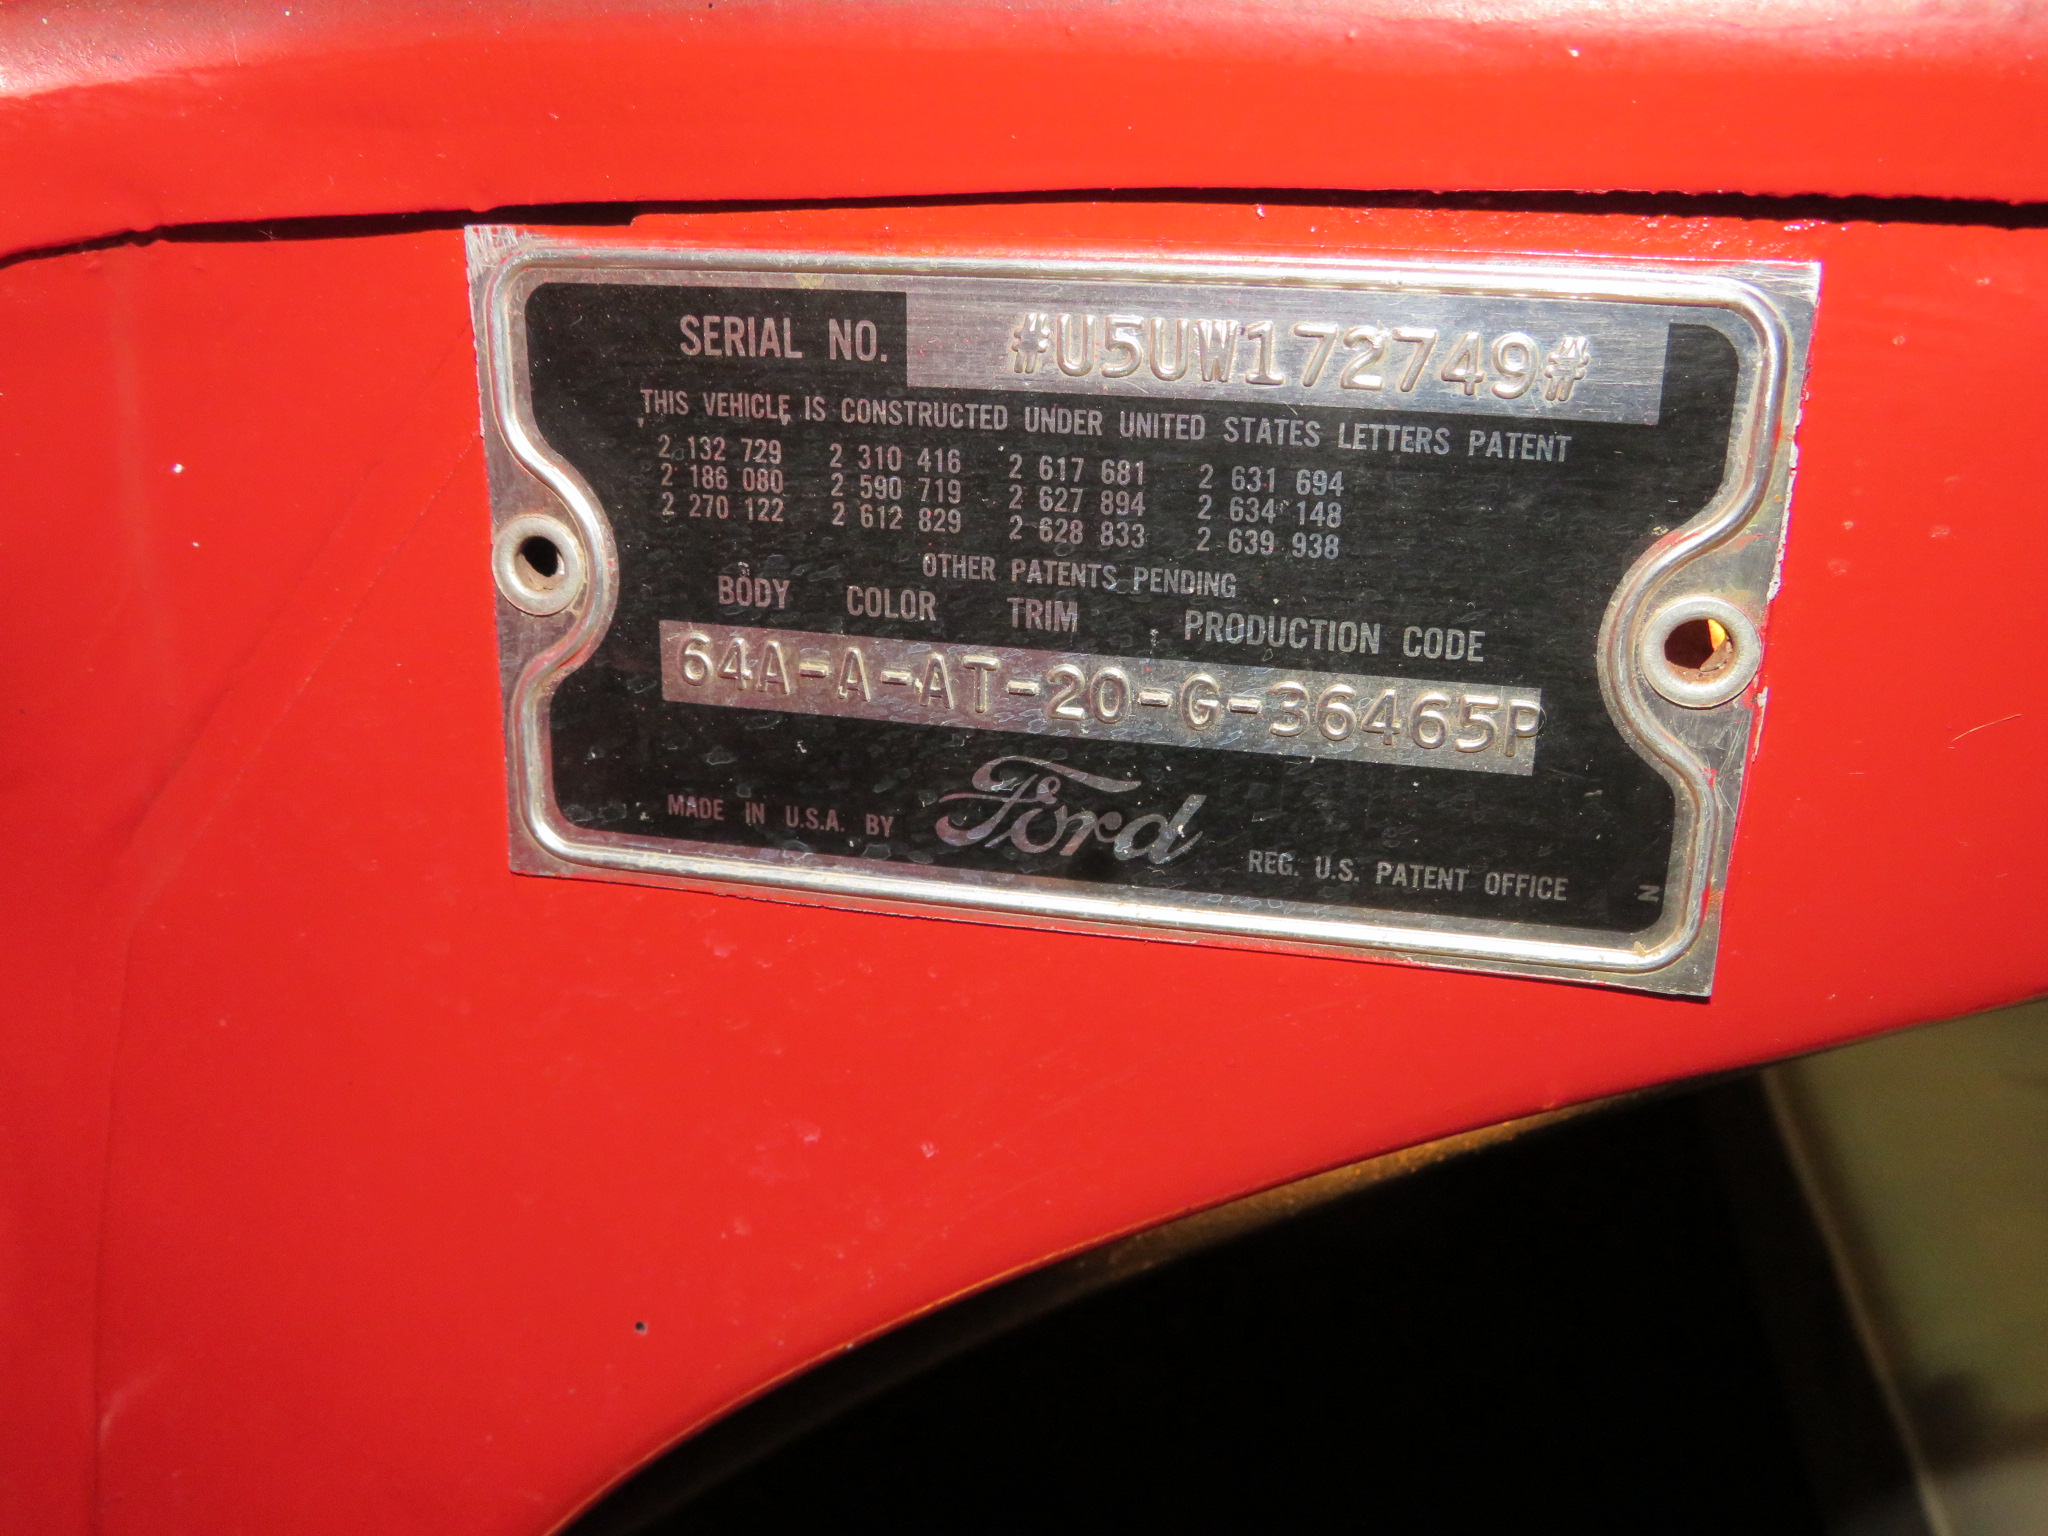 SERIAL NO. #U5UW172749#
THIS VEHICLE IS CONSTRUCTED UNDER UNITED STATES LETTERS PATENT
2 132 729 2 310 416 2 617 681 2 631 694
2 186 080 2 590 719 2 627 894 2 634 148
2 270 122 2 612 829 2 628 833 2 639 938
OTHER PATENTS PENDING
BODY COLOR TRIM PRODUCTION CODE
64A-A-AT-20-G-36465P
MADE IN U.S.A. BY Ford REG. U.S. PATENT OFFICE N